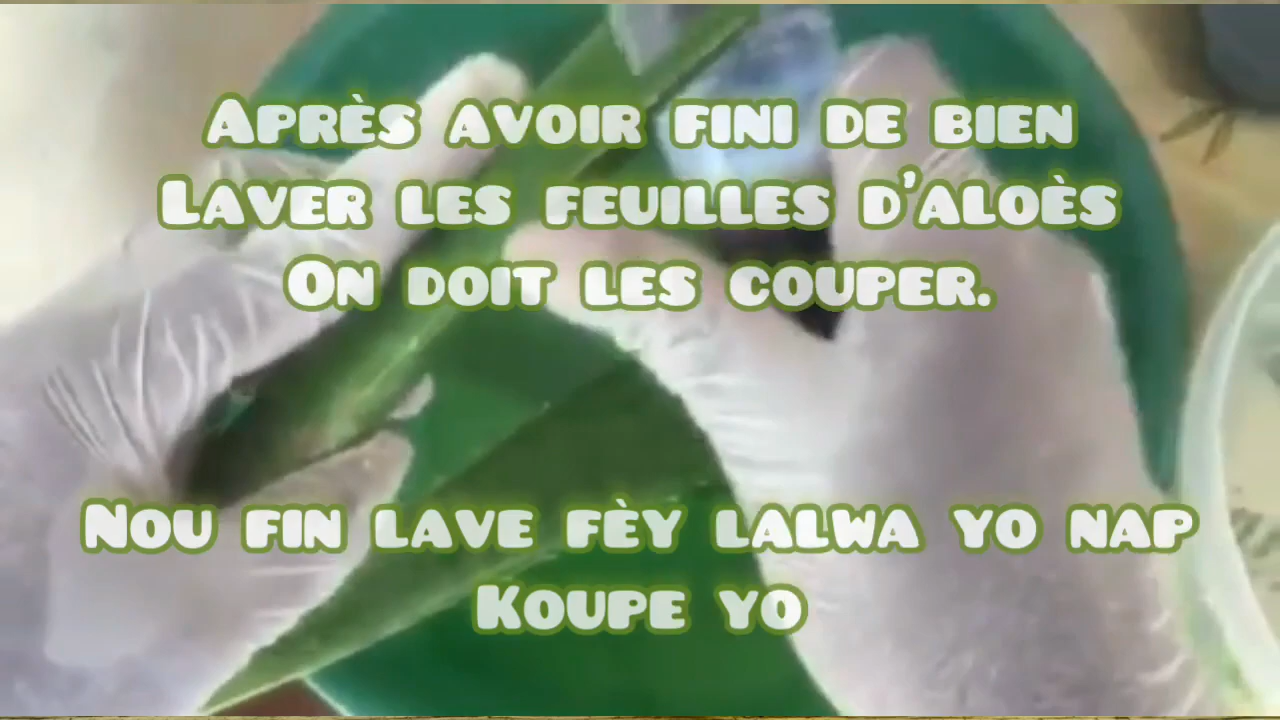 Après avoir fini de bien
Laver les feuilles d'aloès
On doit les couper.
Nou fin lave fèy lalwa yo nap
Koupe yo